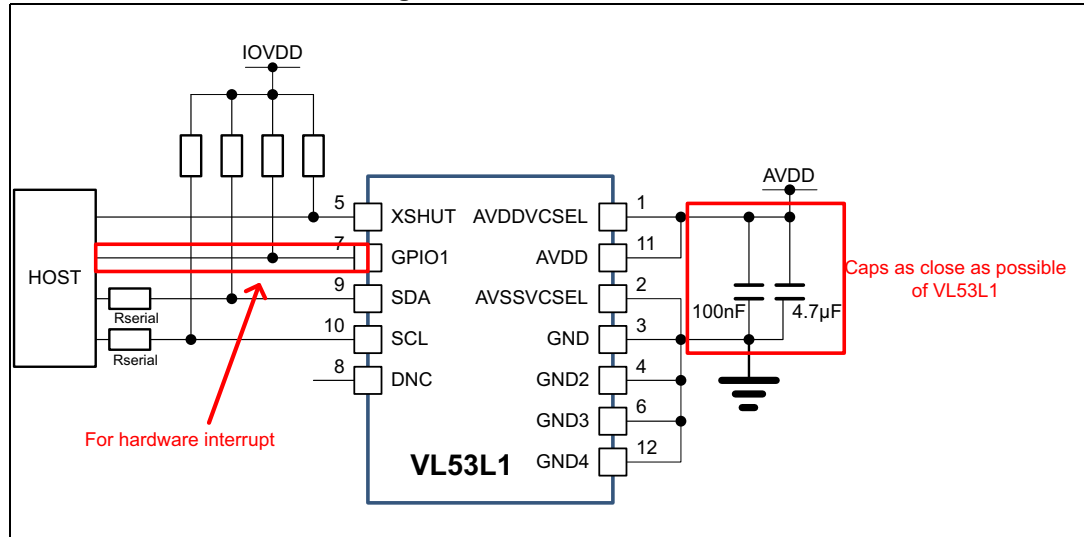 IOVDD
AVDD
HOST
5
XSHUT
AVDDVCSEL
1
7
GPIO1
AVDD
11
9
SDA
AVSSVCSEL
2
10
SCL
GND
3
8
DNC
GND2
4
GND3
6
GND4
12
Rserial
Rserial
100nF
4.7µF
Caps as close as possible
of VL53L1
For hardware interrupt
VL53L1